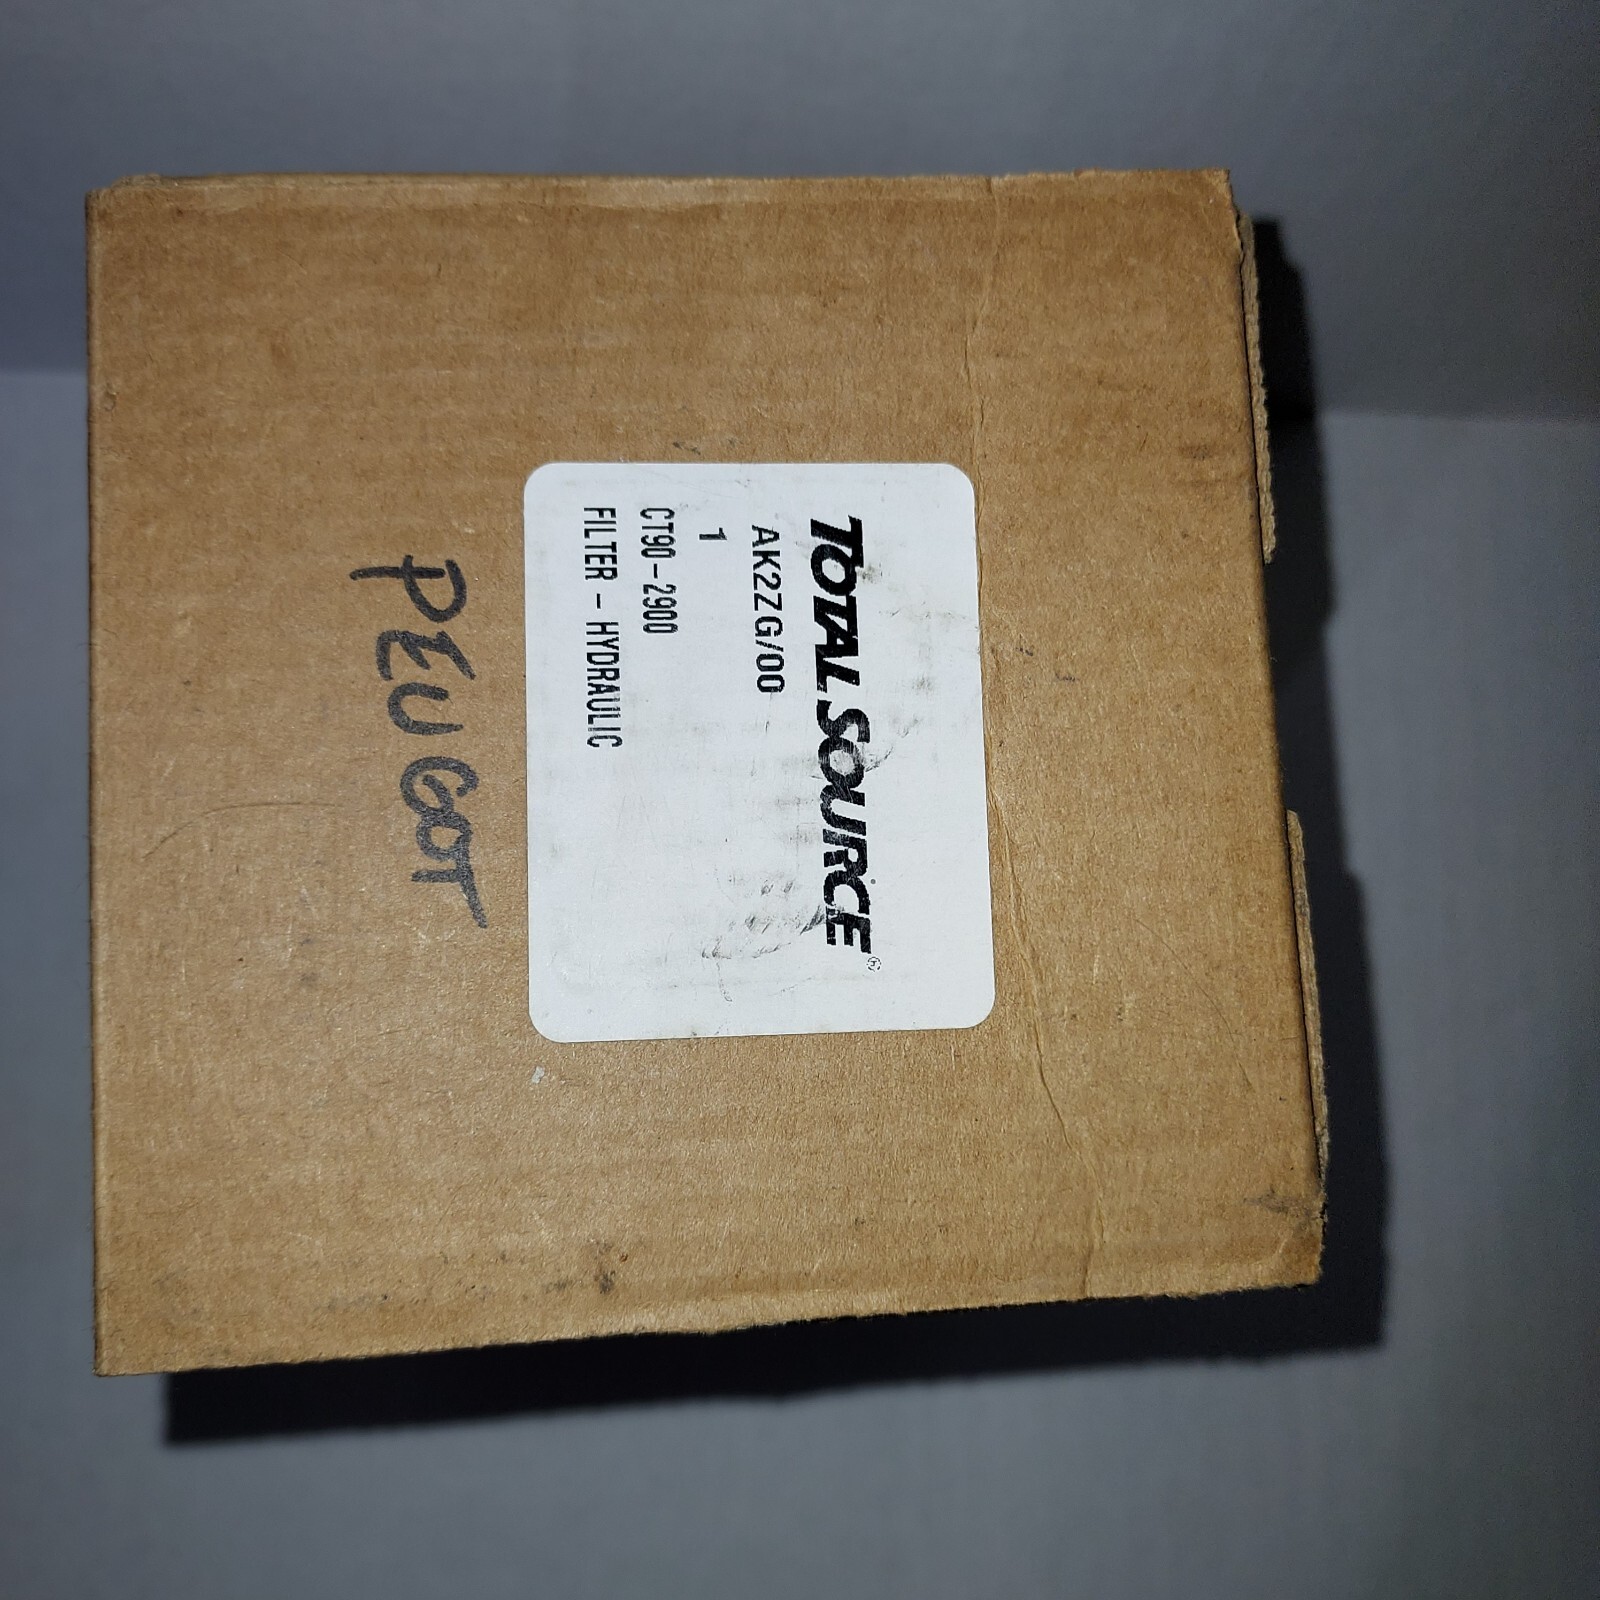 TOTAL SOURCE®
AK2ZG/00
1
CT90-2900
FILTER - HYDRAULIC
PEUGOT